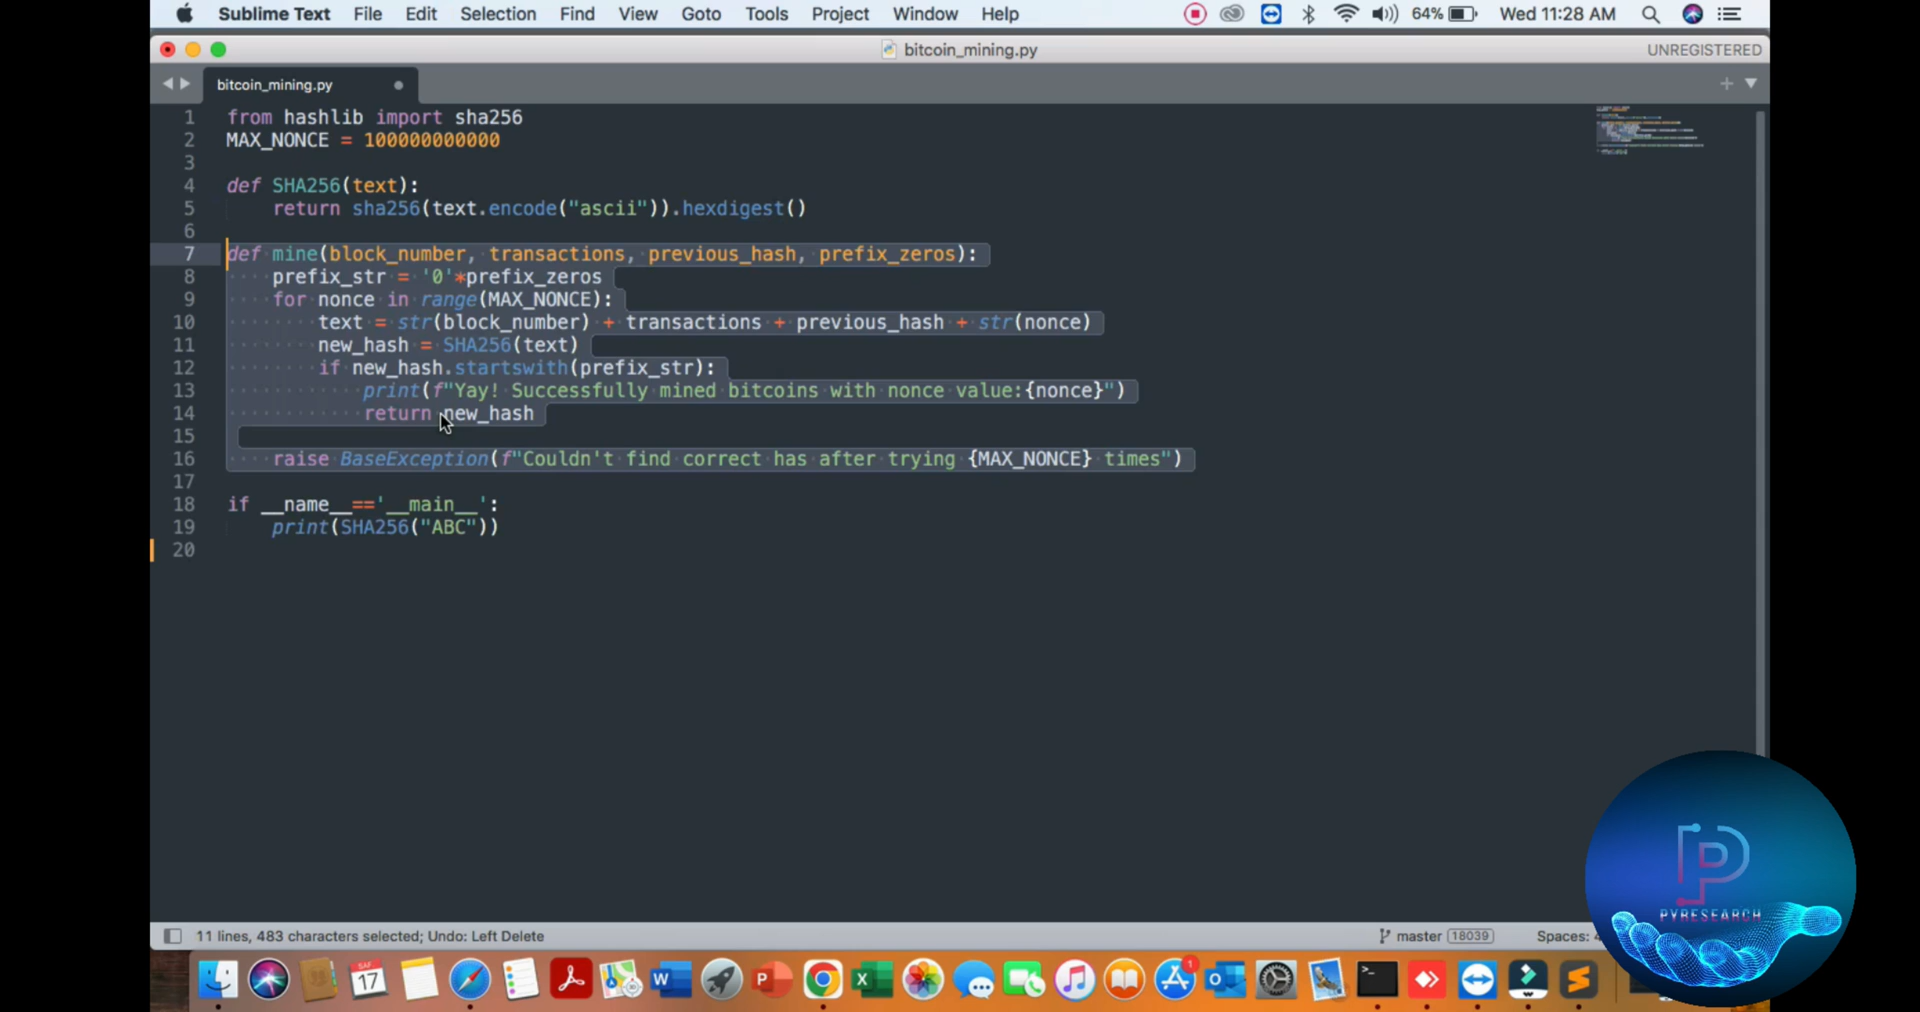 Sublime Text File Edit Selection Find View Goto Tools Project Window Help 64% Wed 11:28 AM
bitcoin_mining.py UNREGISTERED
bitcoin_mining.py
1 from hashlib import sha256
2 MAX_NONCE = 100000000000
3
4 def SHA256(text):
5 return sha256(text.encode("ascii")).hexdigest()
6
7 def mine(block_number, transactions, previous_hash, prefix_zeros):
8 prefix_str = '0'*prefix_zeros
9 for nonce in range(MAX_NONCE):
10 text = str(block_number) + transactions + previous_hash + str(nonce)
11 new_hash = SHA256(text)
12 if new_hash.startswith(prefix_str):
13 print(f"Yay! Successfully mined bitcoins with nonce value:{nonce}")
14 return new_hash
15
16 raise BaseException(f"Couldn't find correct has after trying {MAX_NONCE} times")
17
18 if __name__=='__main__':
19 print(SHA256("ABC"))
20
PYRESEARCH
11 lines, 483 characters selected; Undo: Left Delete master 18039 Spaces:
17